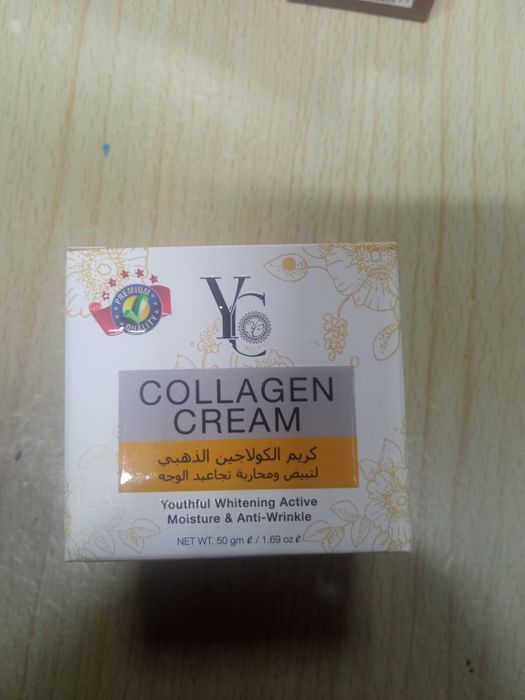 PREMIUM
QUALITY
YC
COLLAGEN
CREAM
كريم الكولاجين الذهبي
لتبيض ومحاربة تجاعيد الوجه
Youthful Whitening Active
Moisture & Anti-Wrinkle
NET WT. 50 gm e / 1.69 oz e